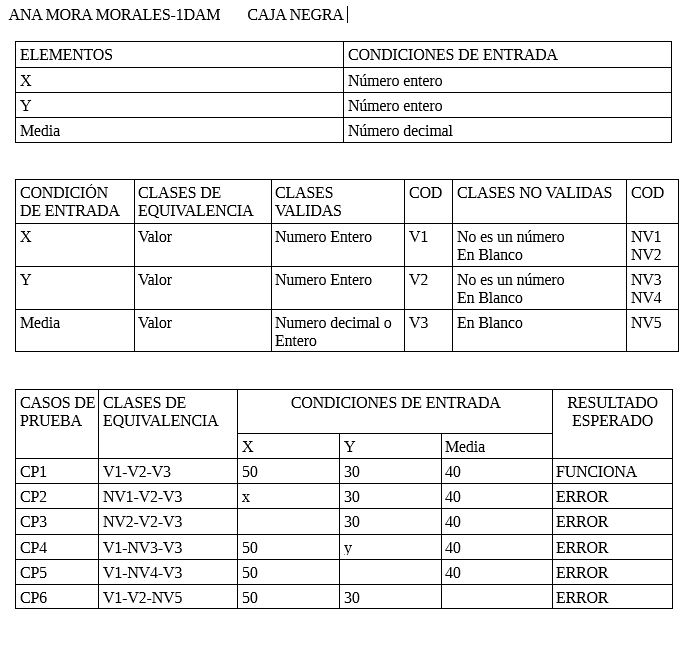 ANA MORA MORALES-1DAM CAJA NEGRA
ELEMENTOS CONDICIONES DE ENTRADA
X Número entero
Y Número entero
Media Número decimal
CONDICIÓN DE ENTRADA CLASES DE EQUIVALENCIA CLASES VALIDAS COD CLASES NO VALIDAS COD
X Valor Numero Entero V1 No es un número NV1
En Blanco NV2
Y Valor Numero Entero V2 No es un número NV3
En Blanco NV4
Media Valor Numero decimal o Entero V3 En Blanco NV5
CASOS DE PRUEBA CLASES DE EQUIVALENCIA CONDICIONES DE ENTRADA RESULTADO ESPERADO
X Y Media
CP1 V1-V2-V3 50 30 40 FUNCIONA
CP2 NV1-V2-V3 x 30 40 ERROR
CP3 NV2-V2-V3 30 40 ERROR
CP4 V1-NV3-V3 50 y 40 ERROR
CP5 V1-NV4-V3 50 40 ERROR
CP6 V1-V2-NV5 50 30 ERROR